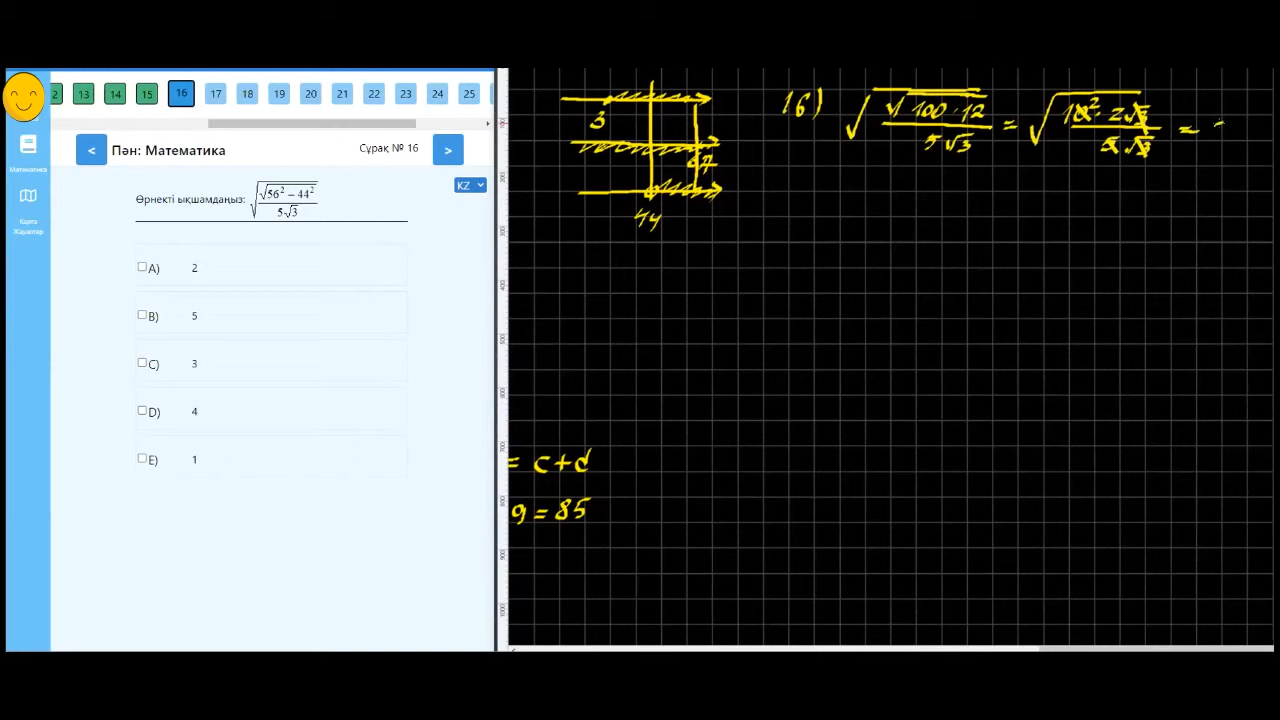 2 13 14 15 16 17 18 19 20 21 22 23 24 25
< Пән: Математика Сұрақ № 16 >
Математика
KZ
Карта
Жауаптар
Өрнекті ықшамдаңыз: √(√(56² − 44²) / 5√3)
A) 2
B) 5
C) 3
D) 4
E) 1
3
44
16) √(√(100 · 12) / 5√3) = √(10² · 2√3 / 5√3) =
= c + d
9 = 85